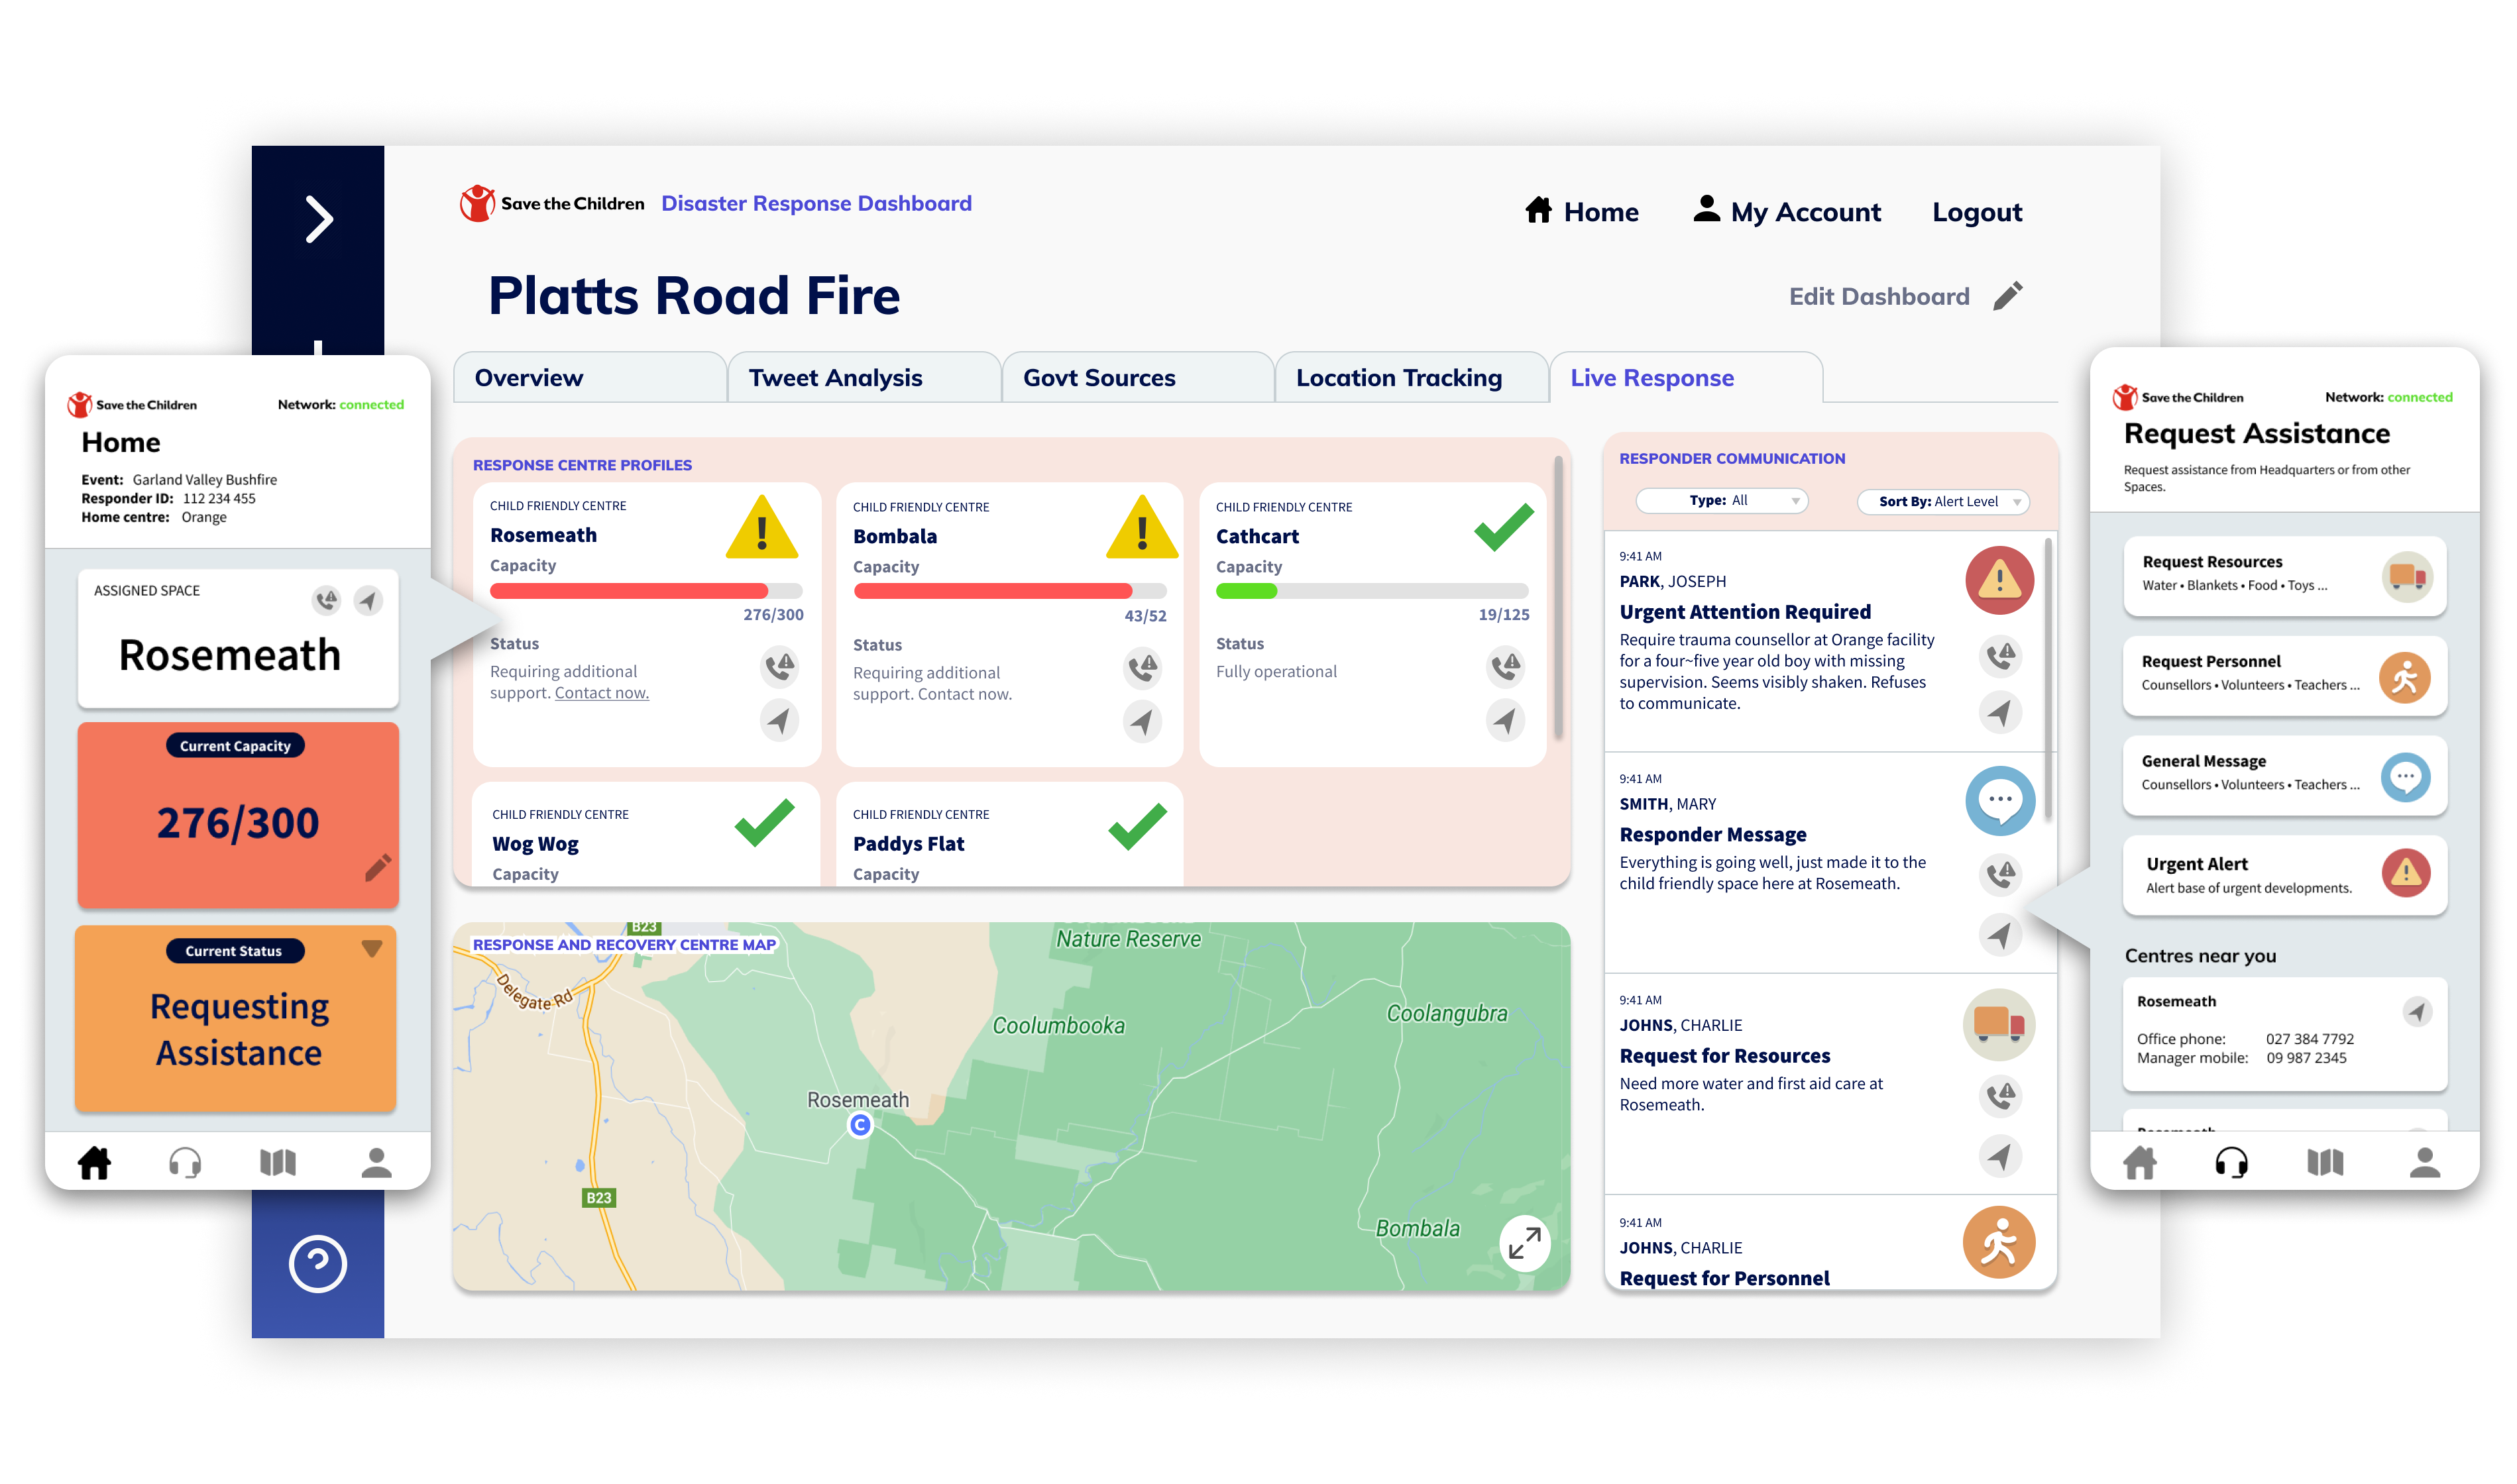 Save the Children Disaster Response Dashboard
Home
My Account
Logout
Platts Road Fire
Edit Dashboard
Overview
Tweet Analysis
Govt Sources
Location Tracking
Live Response
Save the Children
Network: connected
Home
Event: Garland Valley Bushfire
Responder ID: 112 234 455
Home centre: Orange
ASSIGNED SPACE
Rosemeath
Current Capacity
276/300
Current Status
Requesting
Assistance
RESPONSE CENTRE PROFILES
CHILD FRIENDLY CENTRE
Rosemeath
Capacity
276/300
Status
Requiring additional
support. Contact now.
CHILD FRIENDLY CENTRE
Bombala
Capacity
43/52
Status
Requiring additional
support. Contact now.
CHILD FRIENDLY CENTRE
Cathcart
Capacity
19/125
Status
Fully operational
CHILD FRIENDLY CENTRE
Wog Wog
Capacity
CHILD FRIENDLY CENTRE
Paddys Flat
Capacity
RESPONSE AND RECOVERY CENTRE MAP
B23
Delegate Rd
Nature Reserve
Coolumbooka
Coolangubra
Rosemeath
C
B23
Bombala
RESPONDER COMMUNICATION
Type: All
Sort By: Alert Level
9:41 AM
PARK, JOSEPH
Urgent Attention Required
Require trauma counsellor at Orange facility
for a four~five year old boy with missing
supervision. Seems visibly shaken. Refuses
to communicate.
9:41 AM
SMITH, MARY
Responder Message
Everything is going well, just made it to the
child friendly space here at Rosemeath.
9:41 AM
JOHNS, CHARLIE
Request for Resources
Need more water and first aid care at
Rosemeath.
9:41 AM
JOHNS, CHARLIE
Request for Personnel
Save the Children
Network: connected
Request Assistance
Request assistance from Headquarters or from other
Spaces.
Request Resources
Water • Blankets • Food • Toys ...
Request Personnel
Counsellors • Volunteers • Teachers ...
General Message
Counsellors • Volunteers • Teachers ...
Urgent Alert
Alert base of urgent developments.
Centres near you
Rosemeath
Office phone: 027 384 7792
Manager mobile: 09 987 2345